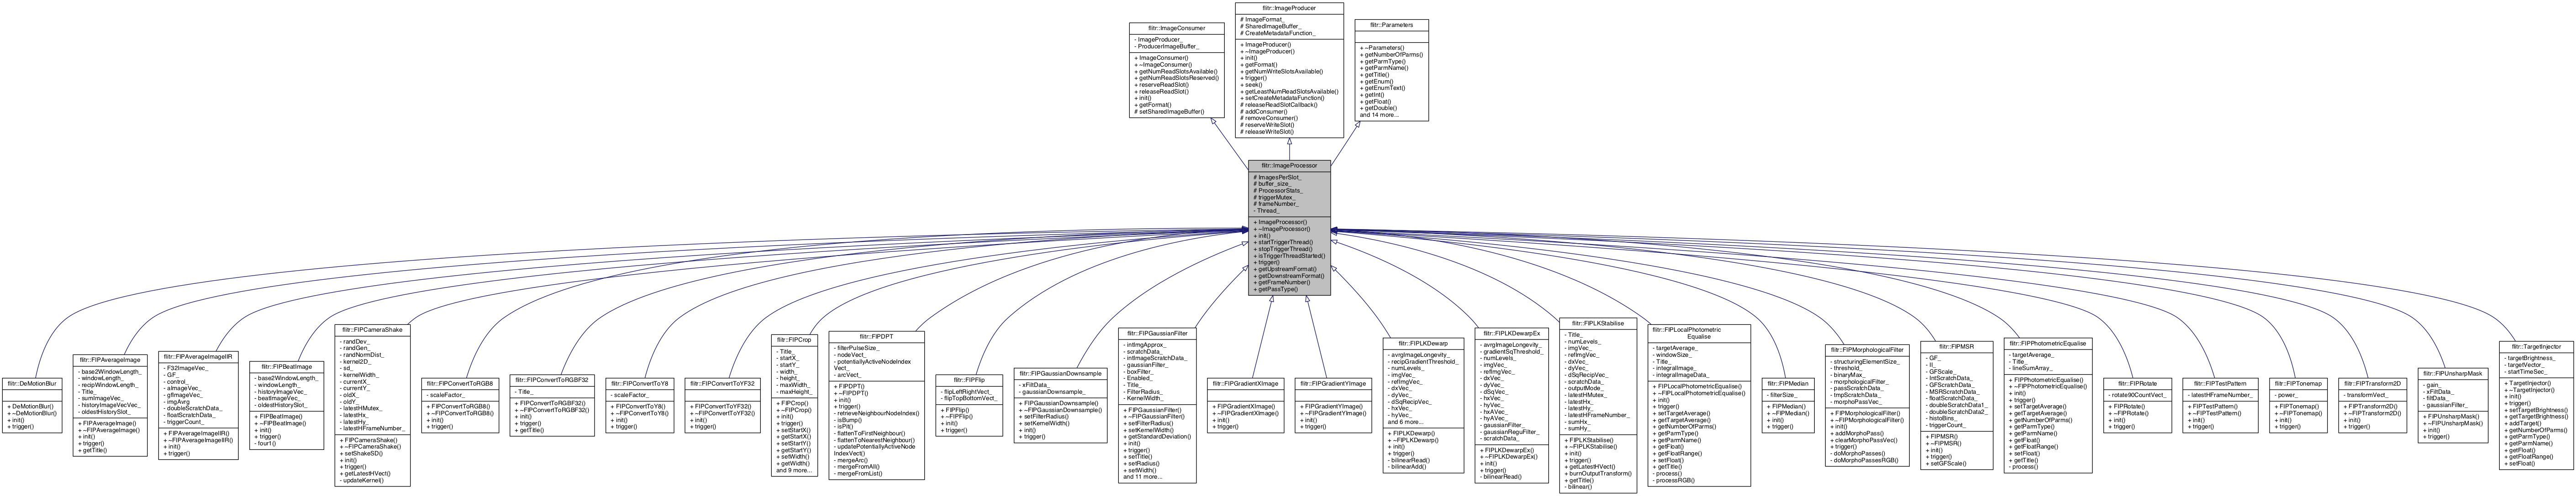 flitr::ImageConsumer
- ImageProducer_
- ProducerImageBuffer_
+ ImageConsumer()
+ ~ImageConsumer()
+ getNumReadSlotsAvailable()
+ getNumReadSlotsReserved()
+ reserveReadSlot()
+ releaseReadSlot()
+ init()
+ getFormat()
# setSharedImageBuffer()
flitr::ImageProducer
# ImageFormat_
# SharedImageBuffer_
# CreateMetadataFunction_
+ ImageProducer()
+ ~ImageProducer()
+ init()
+ getFormat()
+ getNumWriteSlotsAvailable()
+ trigger()
+ seek()
+ getLeastNumReadSlotsAvailable()
+ setCreateMetadataFunction()
# releaseReadSlotCallback()
# addConsumer()
# removeConsumer()
# reserveWriteSlot()
# releaseWriteSlot()
flitr::Parameters
+ ~Parameters()
+ getNumberOfParms()
+ getParmType()
+ getParmName()
+ getTitle()
+ getEnum()
+ getEnumText()
+ getInt()
+ getFloat()
+ getDouble()
and 14 more...
flitr::ImageProcessor
# ImagesPerSlot_
# buffer_size_
# ProcessorStats_
# triggerMutex_
# frameNumber_
- Thread_
+ ImageProcessor()
+ ~ImageProcessor()
+ init()
+ startTriggerThread()
+ stopTriggerThread()
+ isTriggerThreadStarted()
+ trigger()
+ getUpstreamFormat()
+ getDownstreamFormat()
+ getFrameNumber()
+ getPassType()
flitr::DeMotionBlur
+ DeMotionBlur()
+ ~DeMotionBlur()
+ init()
+ trigger()
flitr::FIPAverageImage
- base2WindowLength_
- windowLength_
- recipWindowLength_
- Title_
- sumImageVec_
- historyImageVecVec_
- oldestHistorySlot_
+ FIPAverageImage()
+ ~FIPAverageImage()
+ init()
+ trigger()
+ getTitle()
flitr::FIPAverageImageIIR
- F32ImageVec_
- GF_
- control_
- aImageVec_
- gfImageVec_
- imgAvrg
- doubleScratchData_
- floatScratchData_
- triggerCount_
+ FIPAverageImageIIR()
+ ~FIPAverageImageIIR()
+ init()
+ trigger()
flitr::FIPBeatImage
- base2WindowLength_
- windowLength_
- historyImageVec_
- beatImageVec_
- oldestHistorySlot_
+ FIPBeatImage()
+ ~FIPBeatImage()
+ init()
+ trigger()
- four1()
flitr::FIPCameraShake
- randDev_
- randGen_
- randNormDist_
- kernel2D_
- sd_
- kernelWidth_
- currentX_
- currentY_
- oldX_
- oldY_
- latestHMutex_
- latestHx_
- latestHy_
- latestHFrameNumber_
+ FIPCameraShake()
+ ~FIPCameraShake()
+ setShakeSD()
+ init()
+ trigger()
+ getLatestHVect()
- updateKernel()
flitr::FIPConvertToRGB8
- scaleFactor_
+ FIPConvertToRGB8()
+ ~FIPConvertToRGB8()
+ init()
+ trigger()
flitr::FIPConvertToRGBF32
- Title_
+ FIPConvertToRGBF32()
+ ~FIPConvertToRGBF32()
+ init()
+ trigger()
+ getTitle()
flitr::FIPConvertToY8
- scaleFactor_
+ FIPConvertToY8()
+ ~FIPConvertToY8()
+ init()
+ trigger()
flitr::FIPConvertToYF32
+ FIPConvertToYF32()
+ ~FIPConvertToYF32()
+ init()
+ trigger()
flitr::FIPCrop
- Title_
- startX_
- startY_
- width_
- height_
- maxWidth_
- maxHeight_
+ FIPCrop()
+ ~FIPCrop()
+ init()
+ trigger()
+ setStartX()
+ getStartX()
+ setStartY()
+ getStartY()
+ setWidth()
+ getWidth()
and 9 more...
flitr::FIPDPT
- filterPulseSize_
- nodeVect_
- potentiallyActiveNodeIndex
Vect_
- arcVect_
+ FIPDPT()
+ ~FIPDPT()
+ init()
+ trigger()
- retrieveNeighbourNodeIndex()
- isBump()
- isPit()
- flattenToFirstNeighbour()
- flattenToNearestNeighbour()
- updatePotentiallyActiveNode
IndexVect()
- mergeArc()
- mergeFromAll()
- mergeFromList()
flitr::FIPFlip
- flipLeftRightVect_
- flipTopBottomVect_
+ FIPFlip()
+ ~FIPFlip()
+ init()
+ trigger()
flitr::FIPGaussianDownsample
- xFiltData_
- gaussianDownsample_
+ FIPGaussianDownsample()
+ ~FIPGaussianDownsample()
+ setFilterRadius()
+ setKernelWidth()
+ init()
+ trigger()
flitr::FIPGaussianFilter
- intImgApprox_
- scratchData_
- intImageScratchData_
- gaussianFilter_
- boxFilter_
- Enabled_
- Title_
- FilterRadius_
- KernelWidth_
+ FIPGaussianFilter()
+ ~FIPGaussianFilter()
+ setFilterRadius()
+ setKernelWidth()
+ getStandardDeviation()
+ init()
+ trigger()
+ setTitle()
+ setRadius()
+ setWidth()
and 11 more...
flitr::FIPGradientXImage
+ FIPGradientXImage()
+ ~FIPGradientXImage()
+ init()
+ trigger()
flitr::FIPGradientYImage
+ FIPGradientYImage()
+ ~FIPGradientYImage()
+ init()
+ trigger()
flitr::FIPLKDewarp
- avrgImageLongevity_
- recipGradientThreshold_
- numLevels_
- imgVec_
- refImgVec_
- dxVec_
- dyVec_
- dSqRecipVec_
- hxVec_
- hyVec_
and 6 more...
+ FIPLKDewarp()
+ ~FIPLKDewarp()
+ init()
+ trigger()
- bilinearRead()
- bilinearAdd()
flitr::FIPLKDewarpEx
- avrgImageLongevity_
- gradientSqThreshold_
- numLevels_
- imgVec_
- refImgVec_
- dxVec_
- dyVec_
- dSqVec_
- hxVec_
- hyVec_
- hxAVec_
- hyAVec_
- gaussianFilter_
- gaussianReguFilter_
- scratchData_
+ FIPLKDewarpEx()
+ ~FIPLKDewarpEx()
+ init()
+ trigger()
- bilinearRead()
flitr::FIPLKStabilise
- Title_
- numLevels_
- imgVec_
- refImgVec_
- dxVec_
- dyVec_
- dSqRecipVec_
- outputMode_
- scratchData_
- latestHMutex_
- latestHx_
- latestHy_
- latestHFrameNumber_
- sumHx_
- sumHy_
+ FIPLKStabilise()
+ ~FIPLKStabilise()
+ init()
+ trigger()
+ getLatestHVect()
+ burnOutputTransform()
+ getTitle()
- bilinear()
flitr::FIPLocalPhotometric
Equalise
- targetAverage_
- windowSize_
- Title_
- integralImage_
- integralImageData_
+ FIPLocalPhotometricEqualise()
+ ~FIPLocalPhotometricEqualise()
+ init()
+ trigger()
+ setTargetAverage()
+ getTargetAverage()
+ getNumberOfParms()
+ getParmType()
+ getParmName()
+ getFloat()
+ getFloatRange()
+ setFloat()
+ getTitle()
- process()
- processRGB()
flitr::FIPMedian
- filterSize_
+ FIPMedian()
+ ~FIPMedian()
+ init()
+ trigger()
flitr::FIPMorphologicalFilter
- structuringElementSize_
- threshold_
- binaryMax_
- morphologicalFilter_
- passScratchData_
- tmpScratchData_
- morphoPassVec_
+ FIPMorphologicalFilter()
+ ~FIPMorphologicalFilter()
+ init()
+ addMorphoPass()
+ clearMorphoPassVec()
+ trigger()
- doMorphoPasses()
- doMorphoPassesRGB()
flitr::FIPMSR
- GF_
- II_
- GFScale_
- IntScratchData_
- GFScratchData_
- MSRScratchData_
- floatScratchData_
- doubleScratchData1_
- doubleScratchData2_
- histoBins_
- triggerCount_
+ FIPMSR()
+ ~FIPMSR()
+ init()
+ trigger()
+ setGFScale()
flitr::FIPPhotometricEqualise
- targetAverage_
- Title_
- lineSumArray_
+ FIPPhotometricEqualise()
+ ~FIPPhotometricEqualise()
+ init()
+ trigger()
+ setTargetAverage()
+ getTargetAverage()
+ getNumberOfParms()
+ getParmType()
+ getParmName()
+ getFloat()
+ getFloatRange()
+ setFloat()
+ getTitle()
- process()
flitr::FIPRotate
- rotate90CountVect_
+ FIPRotate()
+ ~FIPRotate()
+ init()
+ trigger()
flitr::FIPTestPattern
- latestHFrameNumber_
+ FIPTestPattern()
+ ~FIPTestPattern()
+ init()
+ trigger()
flitr::FIPTonemap
- power_
+ FIPTonemap()
+ ~FIPTonemap()
+ init()
+ trigger()
flitr::FIPTransform2D
- transformVect_
+ FIPTransform2D()
+ ~FIPTransform2D()
+ init()
+ trigger()
flitr::FIPUnsharpMask
- gain_
- xFiltData_
- filtData_
- gaussianFilter_
+ FIPUnsharpMask()
+ ~FIPUnsharpMask()
+ init()
+ trigger()
flitr::TargetInjector
- targetBrightness_
- targetVector_
- startTimeSec_
+ TargetInjector()
+ ~TargetInjector()
+ init()
+ trigger()
+ setTargetBrightness()
+ getTargetBrightness()
+ addTarget()
+ getNumberOfParms()
+ getParmType()
+ getParmName()
+ getFloat()
+ getFloatRange()
+ setFloat()